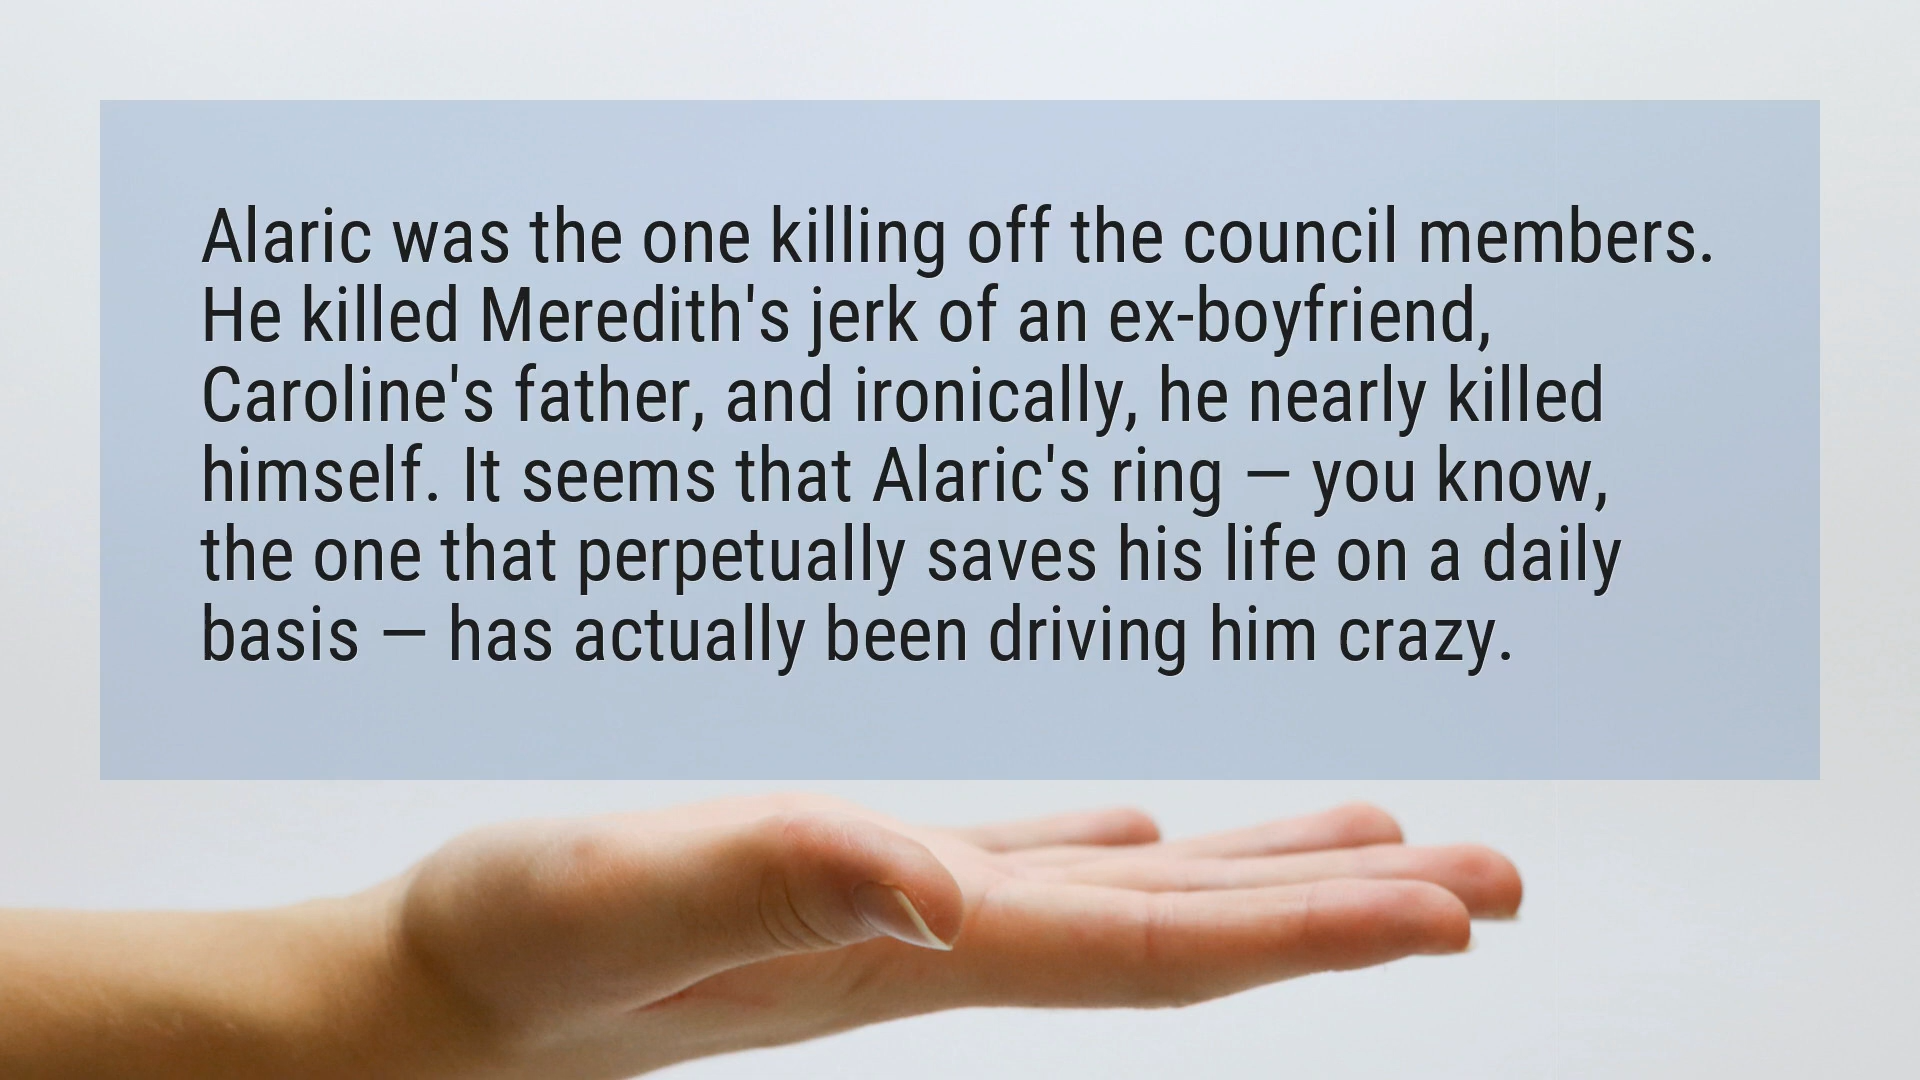 Alaric was the one killing off the council members.
He killed Meredith's jerk of an ex-boyfriend,
Caroline's father, and ironically, he nearly killed
himself. It seems that Alaric's ring — you know,
the one that perpetually saves his life on a daily
basis — has actually been driving him crazy.